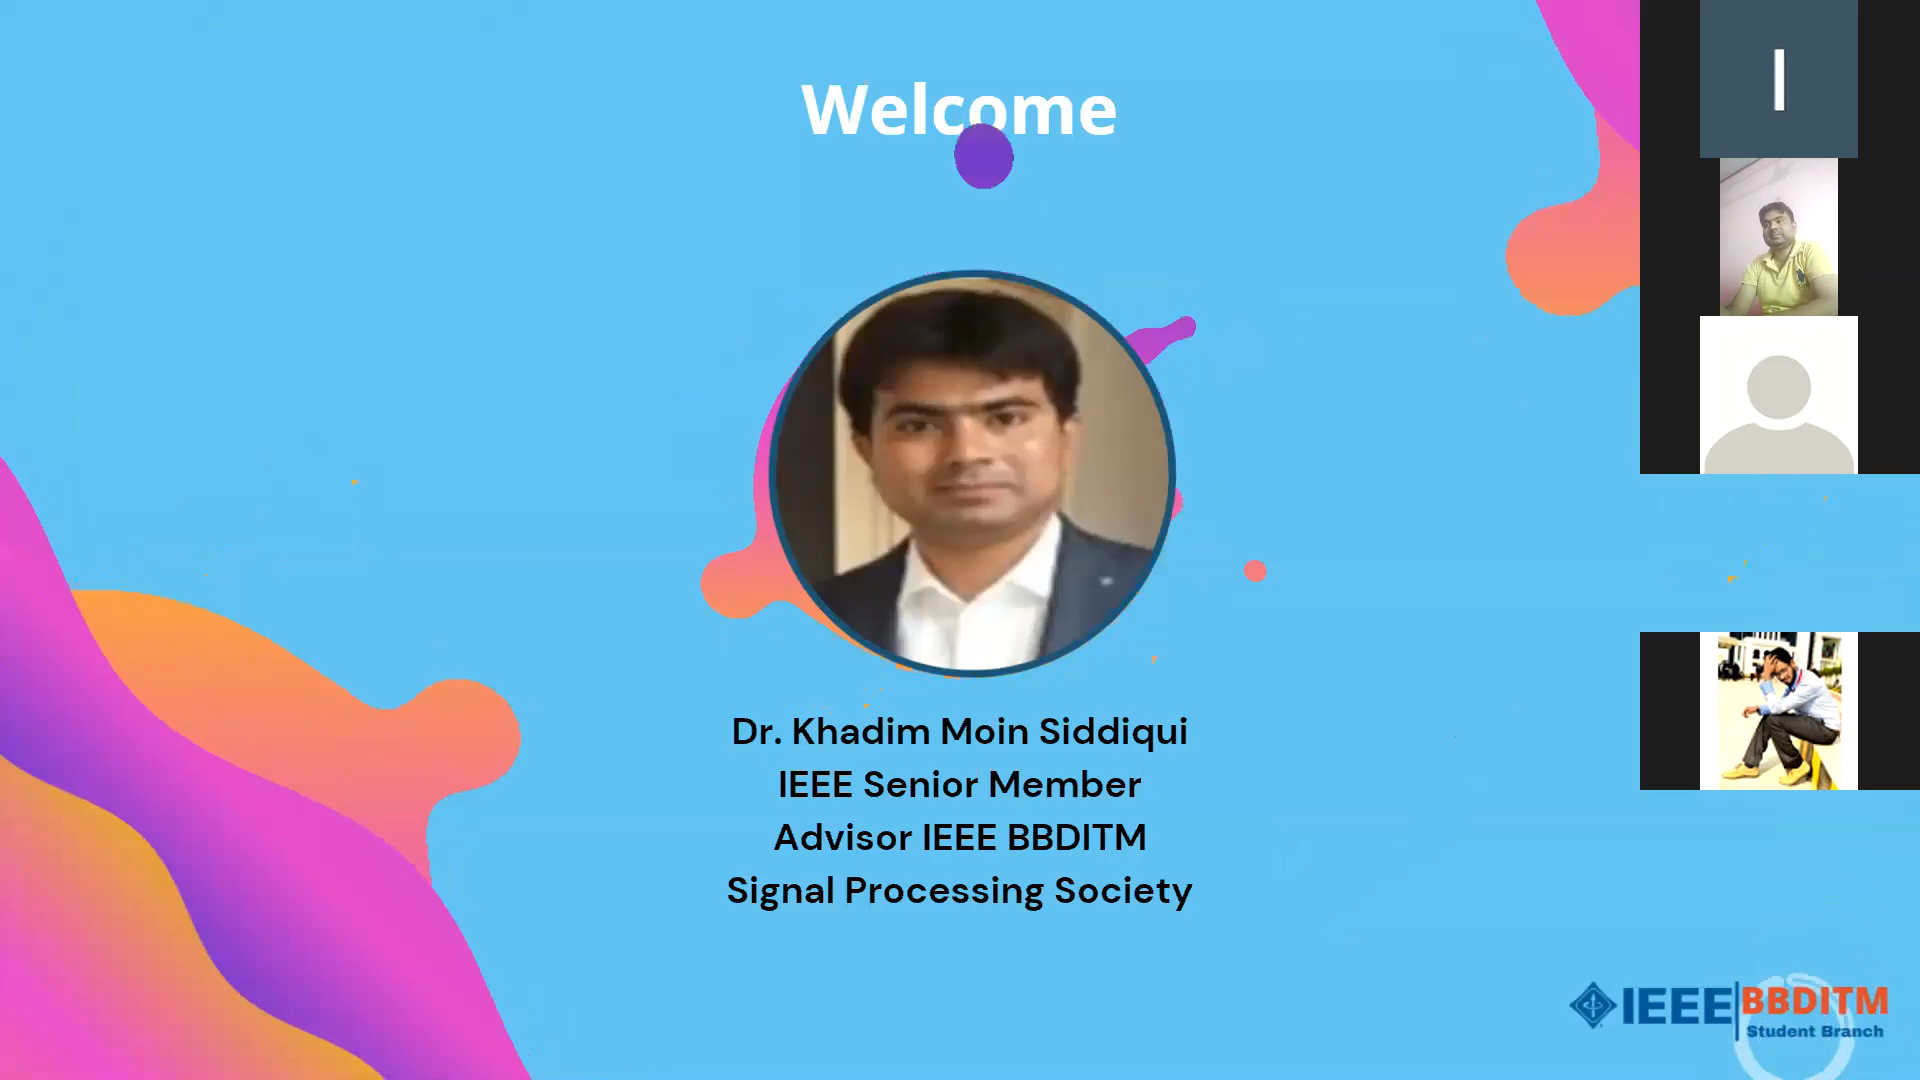 Welcome
I
Dr. Khadim Moin Siddiqui
IEEE Senior Member
Advisor IEEE BBDITM
Signal Processing Society
IEEE BBDITM
Student Branch